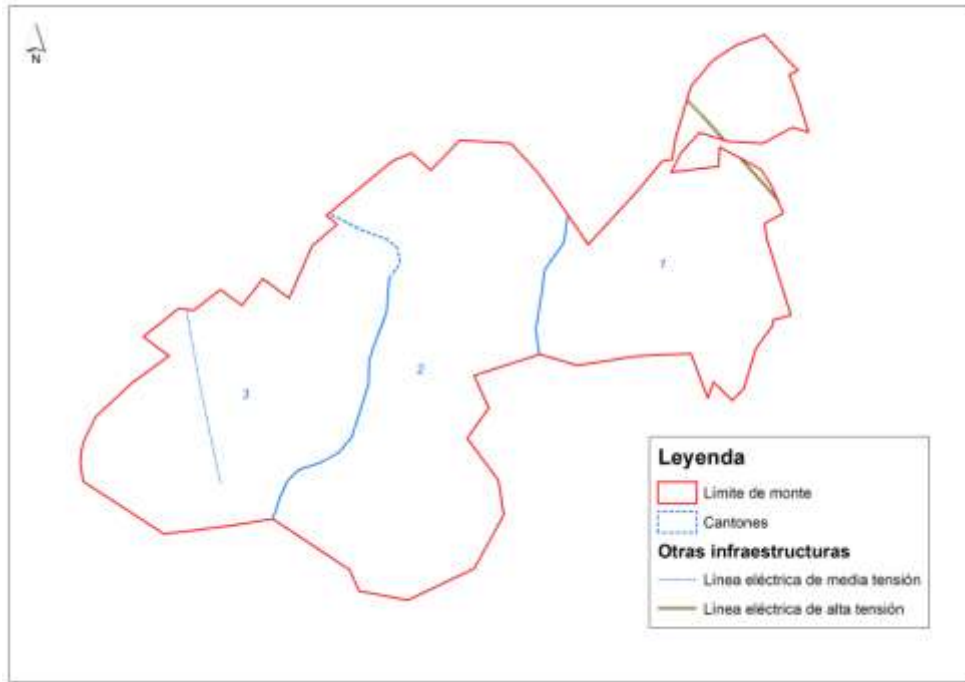 N
1
2
3
Leyenda
Límite de monte
Cantones
Otras infraestructuras
Línea eléctrica de media tensión
Línea eléctrica de alta tensión